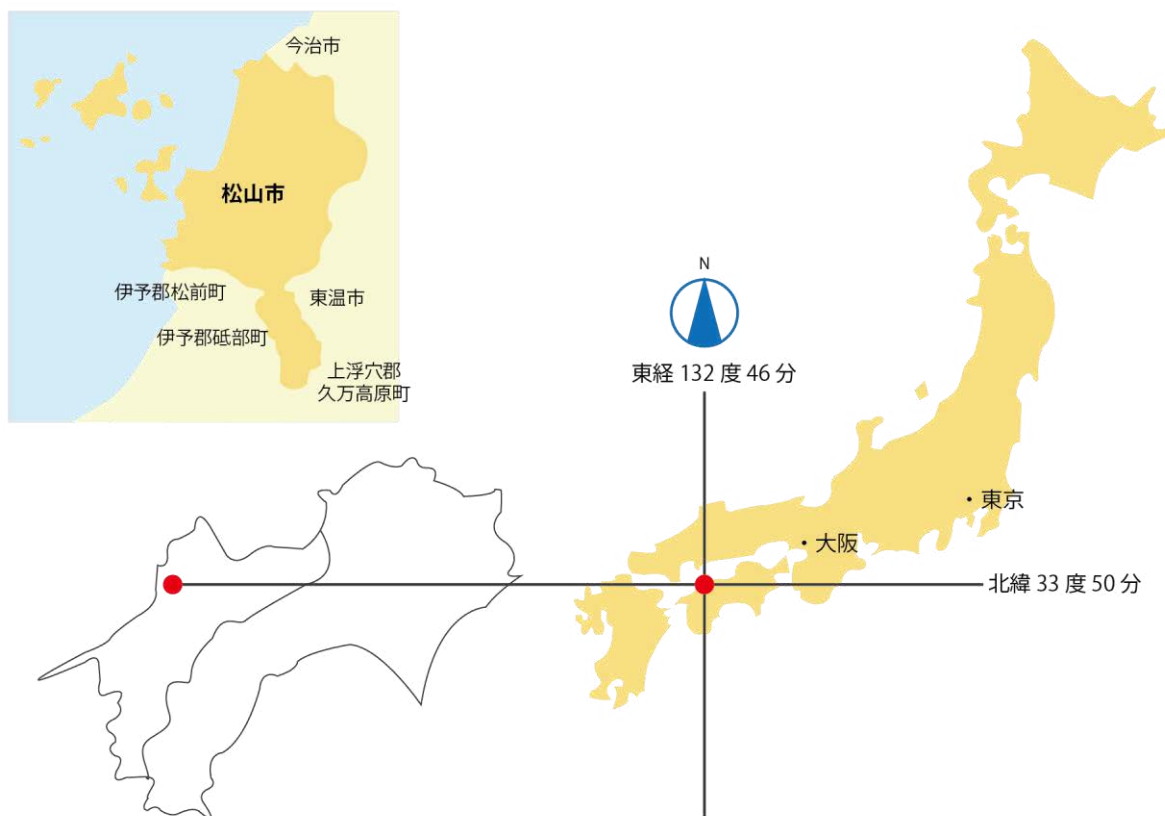 今治市
松山市
伊予郡松前町
東温市
伊予郡砥部町
上浮穴郡
久万高原町
N
東経 132 度 46 分
・東京
・大阪
北緯 33 度 50 分